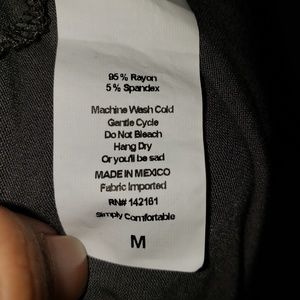 95% Rayon
5% Spandex
Machine Wash Cold
Gentle Cycle
Do Not Bleach
Hang Dry
Or you'll be sad
MADE IN MEXICO
Fabric Imported
RN# 142161
Simply Comfortable
M